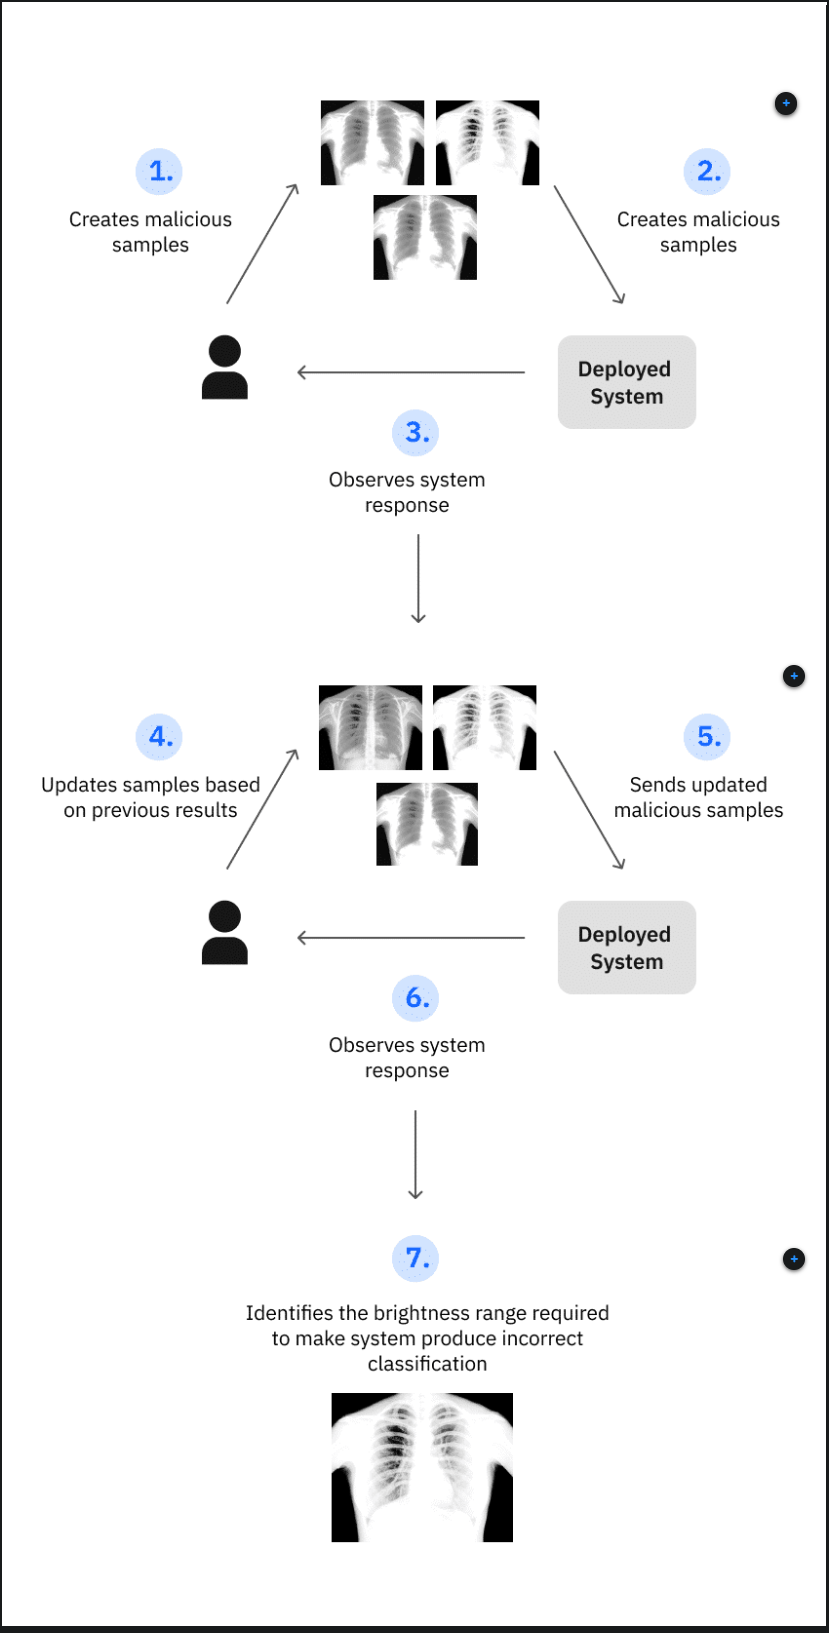 1.
Creates malicious
samples
2.
Creates malicious
samples
Deployed
System
3.
Observes system
response
4.
Updates samples based
on previous results
5.
Sends updated
malicious samples
Deployed
System
6.
Observes system
response
7.
Identifies the brightness range required
to make system produce incorrect
classification